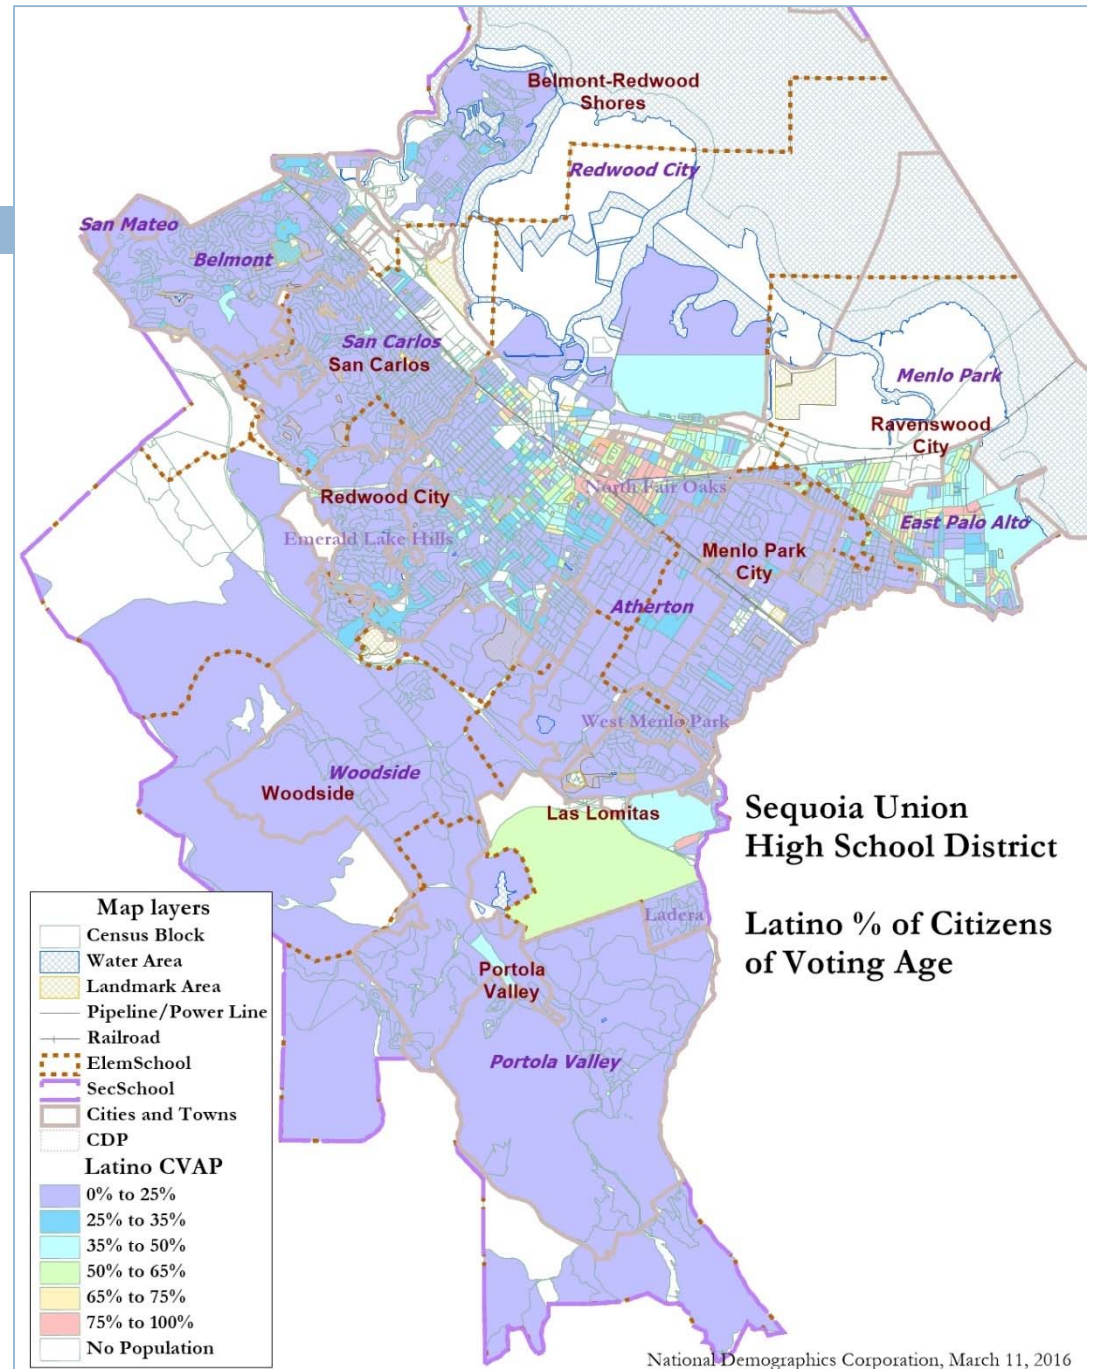 Belmont-Redwood
Shores
Redwood City
San Mateo
Belmont
San Carlos
San Carlos
Menlo Park
Ravenswood
City
North Fair Oaks
Redwood City
East Palo Alto
Emerald Lake Hills
Menlo Park
City
Atherton
West Menlo Park
Woodside
Woodside
Las Lomitas
Sequoia Union
High School District
Latino % of Citizens
of Voting Age
Ladera
Portola
Valley
Portola Valley
Map layers
Census Block
Water Area
Landmark Area
Pipeline/Power Line
Railroad
ElemSchool
SecSchool
Cities and Towns
CDP
Latino CVAP
0% to 25%
25% to 35%
35% to 50%
50% to 65%
65% to 75%
75% to 100%
No Population
National Demographics Corporation, March 11, 2016